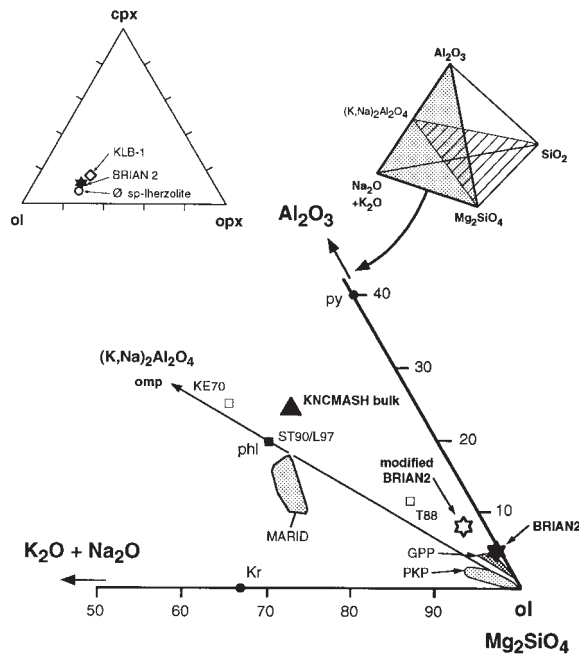 cpx
KLB-1
BRIAN 2
Ø sp-lherzolite
ol
opx
Al2O3
(K,Na)2Al2O4
SiO2
Na2O
+K2O
Mg2SiO4
Al2O3
py
40
30
(K,Na)2Al2O4
omp
KE70
KNCMASH bulk
ST90/L97
phl
20
modified
BRIAN2
MARID
T88
10
BRIAN2
GPP
PKP
K2O + Na2O
Kr
50
60
70
80
90
ol
Mg2SiO4